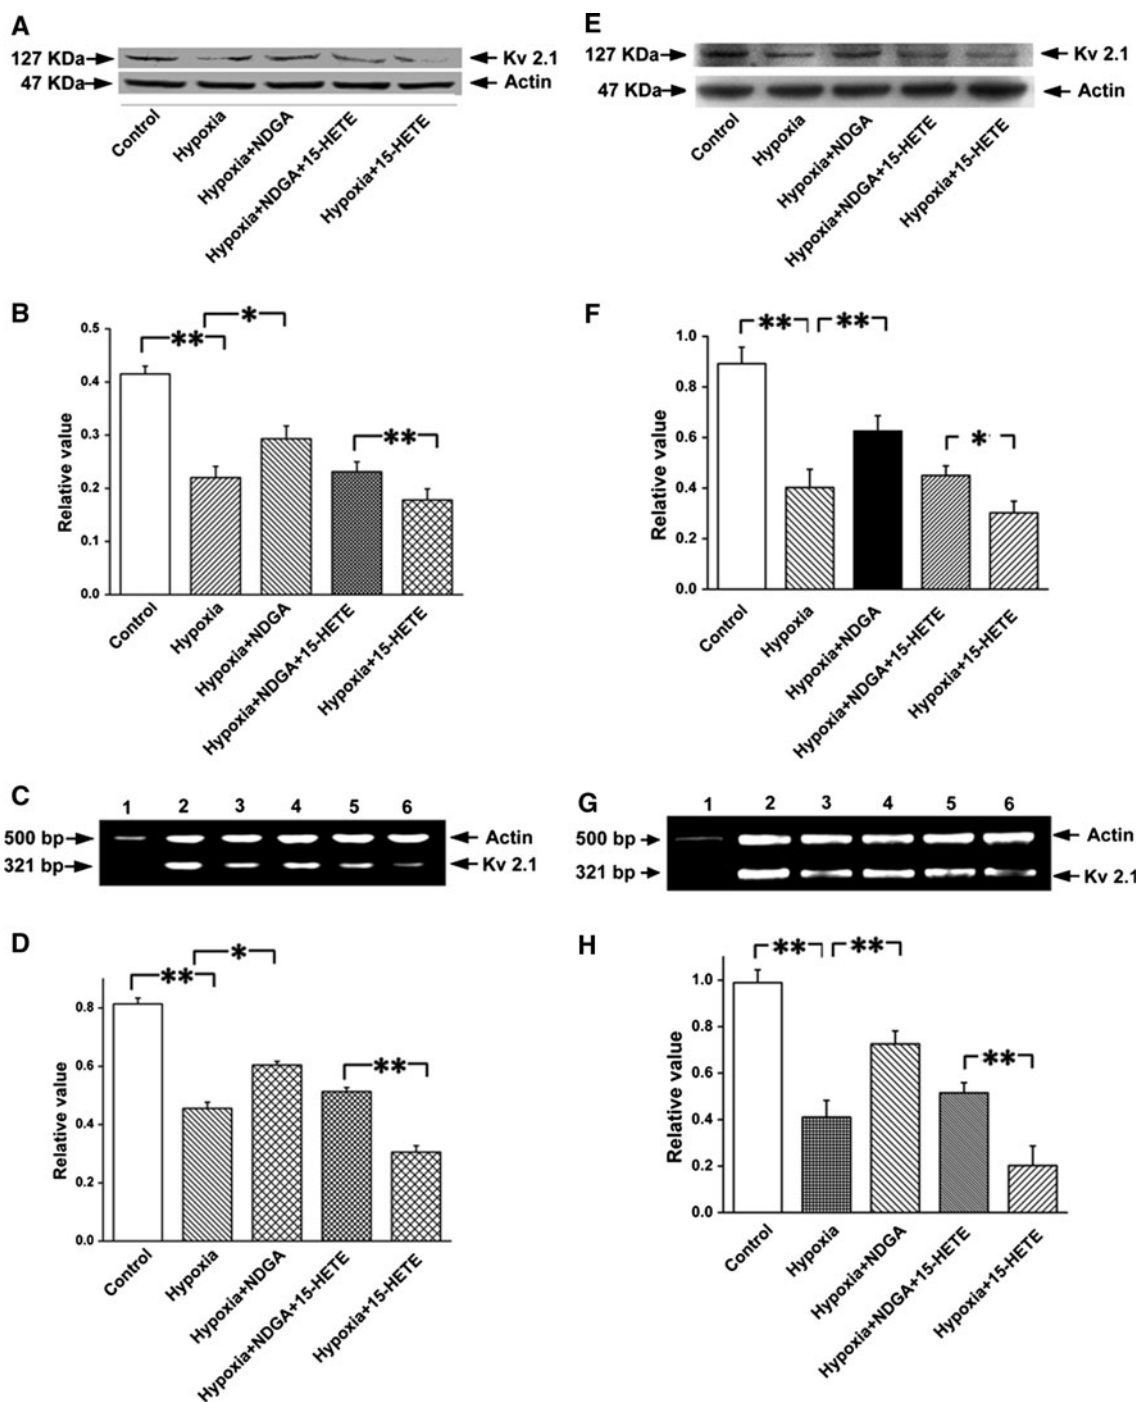 A
127 KDa
Kv 2.1
47 KDa
Actin
Control
Hypoxia
Hypoxia+NDGA
Hypoxia+NDGA+15-HETE
Hypoxia+15-HETE
E
127 KDa
Kv 2.1
47 KDa
Actin
Control
Hypoxia
Hypoxia+NDGA
Hypoxia+NDGA+15-HETE
Hypoxia+15-HETE
B
Relative value
0.5
0.4
0.3
0.2
0.1
0.0
** * **
Control
Hypoxia
Hypoxia+NDGA
Hypoxia+NDGA+15-HETE
Hypoxia+15-HETE
F
Relative value
1.0
0.8
0.6
0.4
0.2
0.0
** ** *
Control
Hypoxia
Hypoxia+NDGA
Hypoxia+NDGA+15-HETE
Hypoxia+15-HETE
C
1 2 3 4 5 6
500 bp
Actin
321 bp
Kv 2.1
G
1 2 3 4 5 6
500 bp
Actin
321 bp
Kv 2.1
D
Relative value
0.8
0.6
0.4
0.2
0.0
** * **
Control
Hypoxia
Hypoxia+NDGA
Hypoxia+NDGA+15-HETE
Hypoxia+15-HETE
H
Relative value
1.0
0.8
0.6
0.4
0.2
0.0
** ** **
Control
Hypoxia
Hypoxia+NDGA
Hypoxia+NDGA+15-HETE
Hypoxia+15-HETE